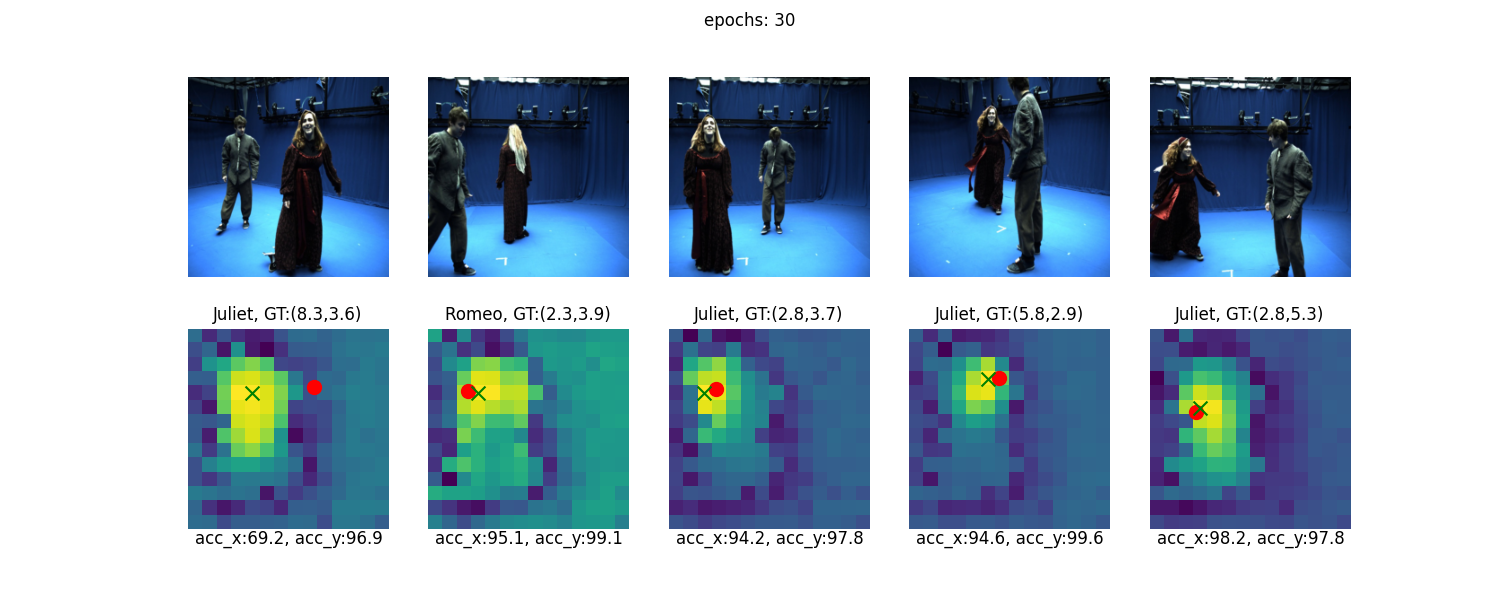 epochs: 30
Juliet, GT:(8.3,3.6)
Romeo, GT:(2.3,3.9)
Juliet, GT:(2.8,3.7)
Juliet, GT:(5.8,2.9)
Juliet, GT:(2.8,5.3)
acc_x:69.2, acc_y:96.9
acc_x:95.1, acc_y:99.1
acc_x:94.2, acc_y:97.8
acc_x:94.6, acc_y:99.6
acc_x:98.2, acc_y:97.8